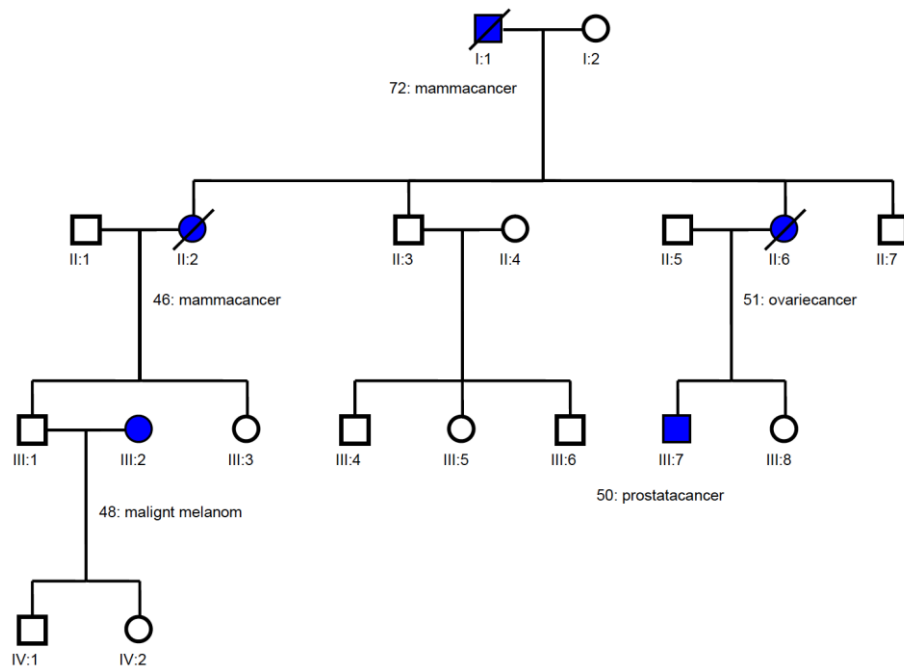 I:1
I:2
72: mammacancer
II:1
II:2
II:3
II:4
II:5
II:6
II:7
46: mammacancer
51: ovariecancer
III:1
III:2
III:3
III:4
III:5
III:6
III:7
III:8
48: malignt melanom
50: prostatacancer
IV:1
IV:2